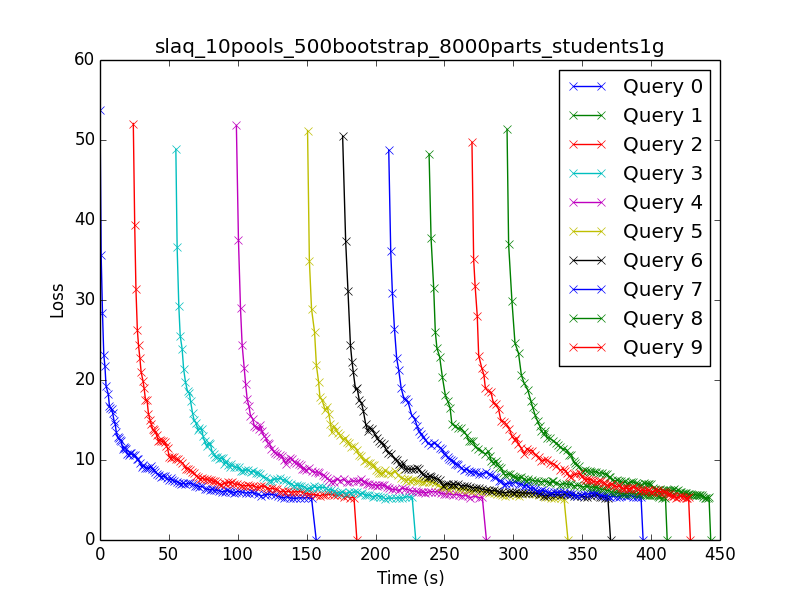 slaq_10pools_500bootstrap_8000parts_students1g
60
50
40
30
20
10
0
Loss
Query 0
Query 1
Query 2
Query 3
Query 4
Query 5
Query 6
Query 7
Query 8
Query 9
0 50 100 150 200 250 300 350 400 450
Time (s)